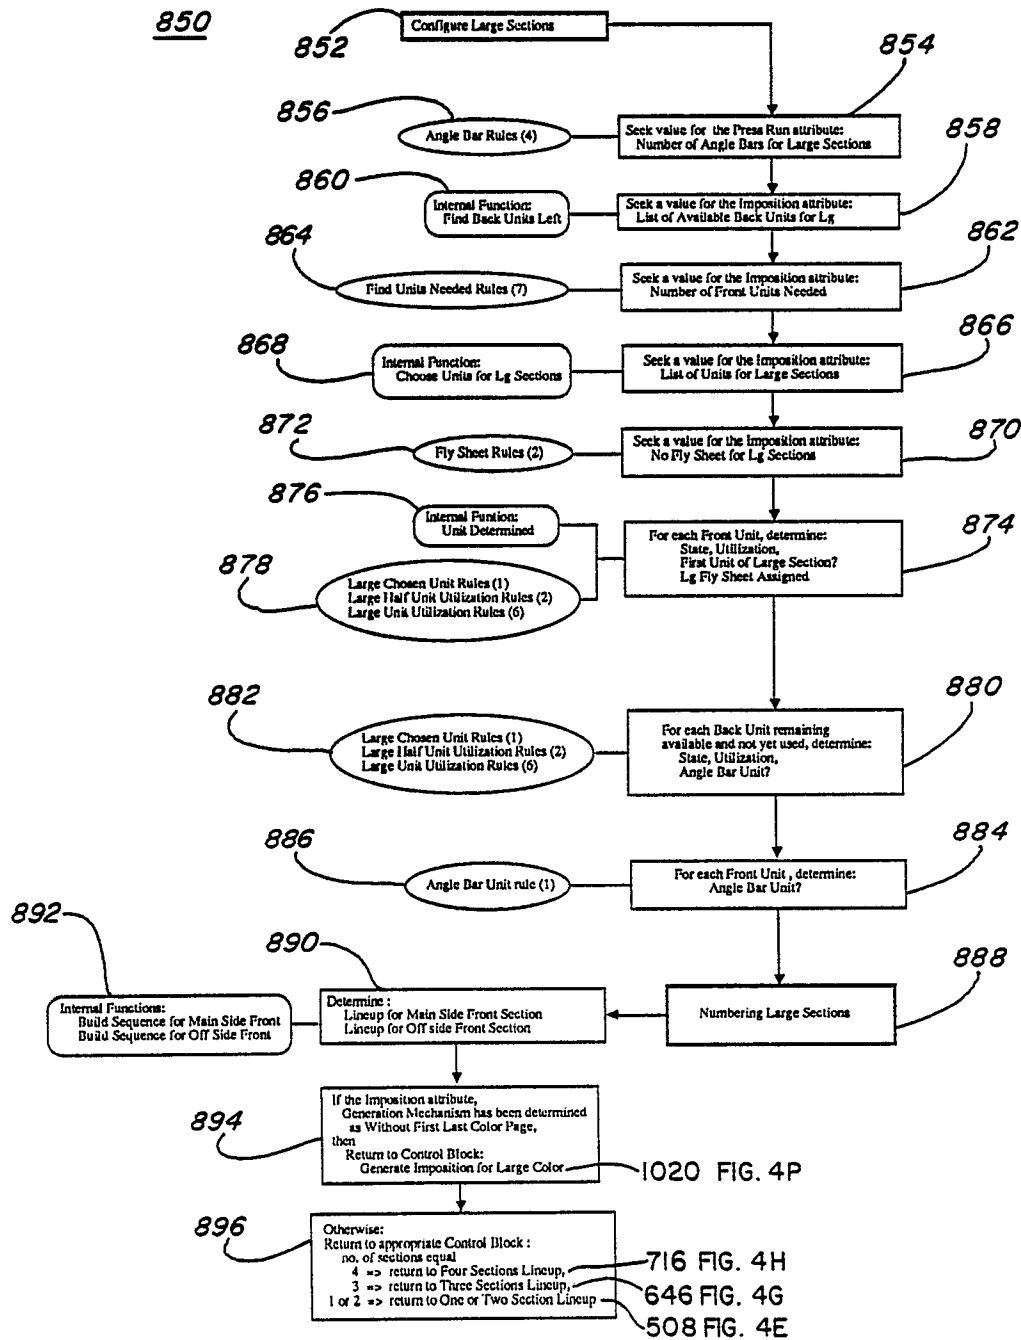 850
852
Configure Large Sections
854
856
Angle Bar Rules (4)
Seek value for the Press Run attribute:
Number of Angle Bars for Large Sections
858
860
Internal Function:
Find Back Units Left
Seek a value for the Imposition attribute:
List of Available Back Units for Lg
862
864
Find Units Needed Rules (7)
Seek a value for the Imposition attribute:
Number of Front Units Needed
866
868
Internal Function:
Choose Units for Lg Sections
Seek a value for the Imposition attribute:
List of Units for Large Sections
870
872
Fly Sheet Rules (2)
Seek a value for the Imposition attribute:
No Fly Sheet for Lg Sections
874
876
Internal Funtion:
Unit Determined
For each Front Unit, determine:
State, Utilization,
First Unit of Large Section?
Lg Fly Sheet Assigned
878
Large Chosen Unit Rules (1)
Large Half Unit Utilization Rules (2)
Large Unit Utilization Rules (6)
880
882
Large Chosen Unit Rules (1)
Large Half Unit Utilization Rules (2)
Large Unit Utilization Rules (6)
For each Back Unit remaining
available and not yet used, determine:
State, Utilization,
Angle Bar Unit?
884
886
Angle Bar Unit rule (1)
For each Front Unit , determine:
Angle Bar Unit?
888
Numbering Large Sections
890
892
Internal Functions:
Build Sequence for Main Side Front
Build Sequence for Off Side Front
Determine :
Lineup for Main Side Front Section
Lineup for Off side Front Section
894
If the Imposition attribute,
Generation Mechanism has been determined
as Without First Last Color Page,
then
Return to Control Block:
Generate Imposition for Large Color
1020 FIG. 4P
896
Otherwise:
Return to appropriate Control Block :
no. of sections equal
4 => return to Four Sections Lineup,
3 => return to Three Sections Lineup,
1 or 2 => return to One or Two Section Lineup
716 FIG. 4H
646 FIG. 4G
508 FIG. 4E